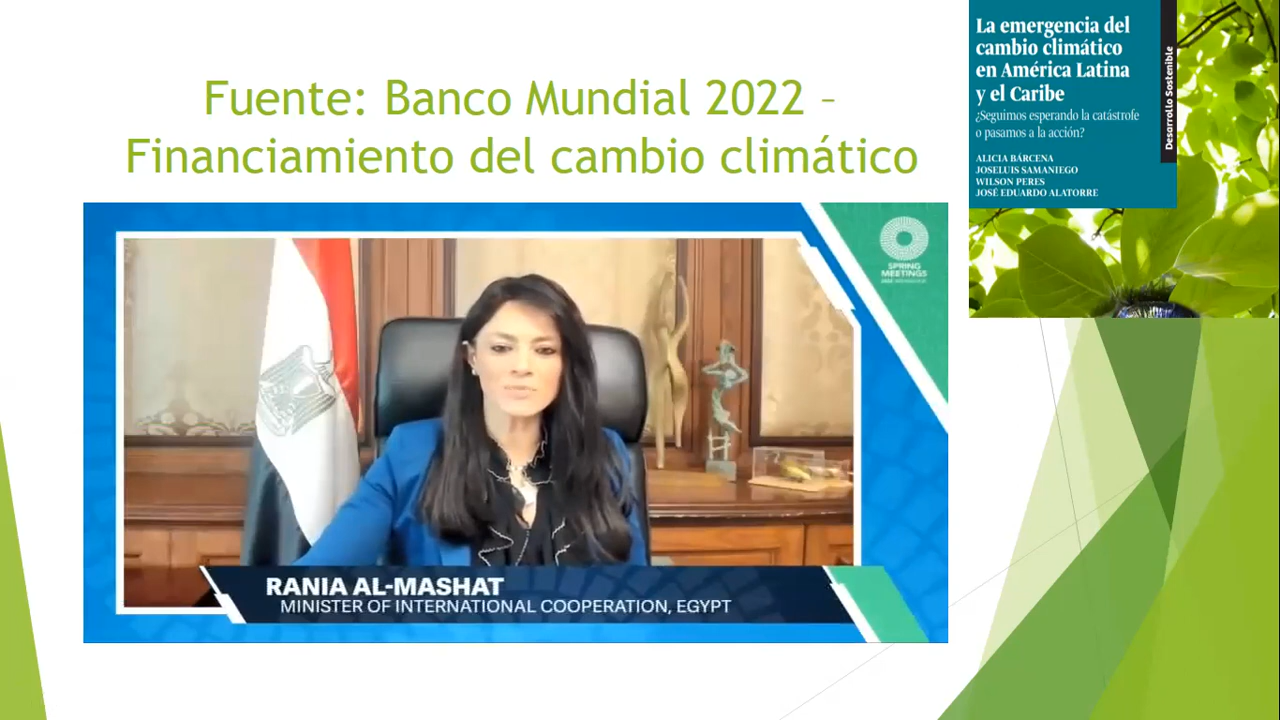 Fuente: Banco Mundial 2022 –
Financiamiento del cambio climático
La emergencia del
cambio climático
en América Latina
y el Caribe
¿Seguimos esperando la catástrofe
o pasamos a la acción?
ALICIA BÁRCENA
JOSELUIS SAMANIEGO
WILSON PERES
JOSÉ EDUARDO ALATORRE
Desarrollo Sostenible
SPRING
MEETINGS
RANIA AL-MASHAT
MINISTER OF INTERNATIONAL COOPERATION, EGYPT